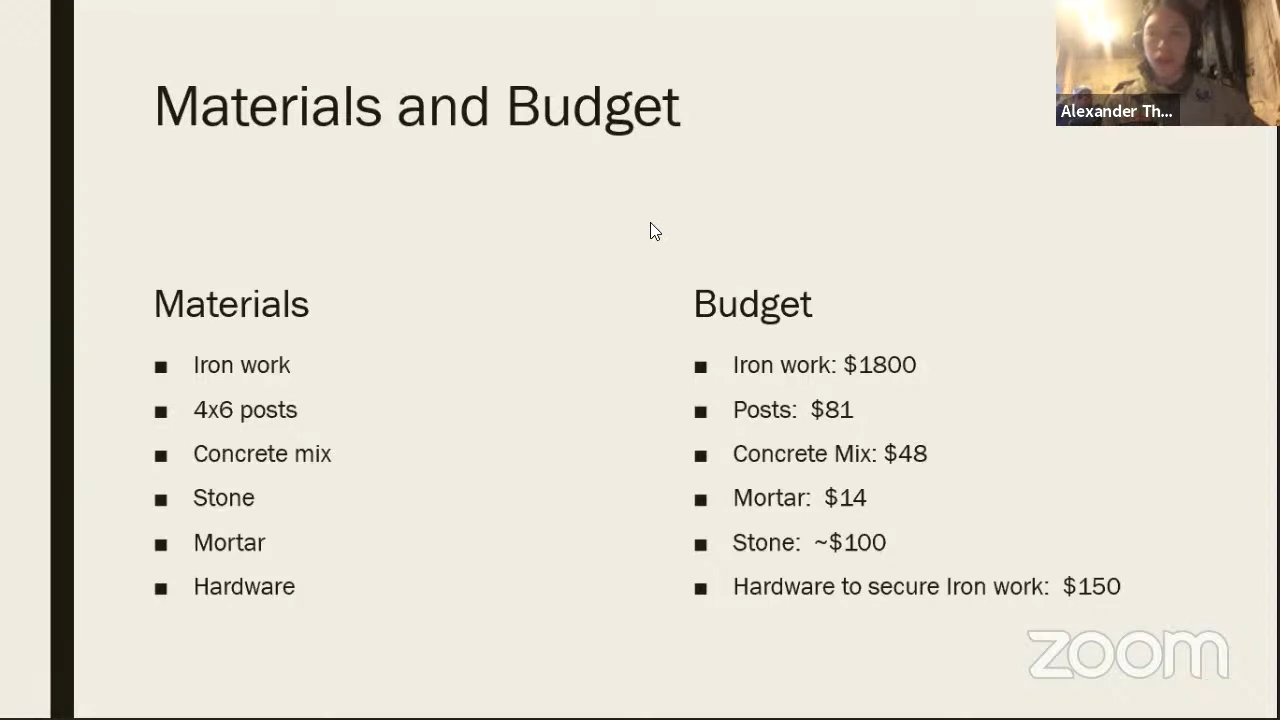 Materials and Budget
Alexander Th...
Materials
■ Iron work
■ 4x6 posts
■ Concrete mix
■ Stone
■ Mortar
■ Hardware
Budget
■ Iron work: $1800
■ Posts:  $81
■ Concrete Mix: $48
■ Mortar:  $14
■ Stone:  ~$100
■ Hardware to secure Iron work:  $150
zoom